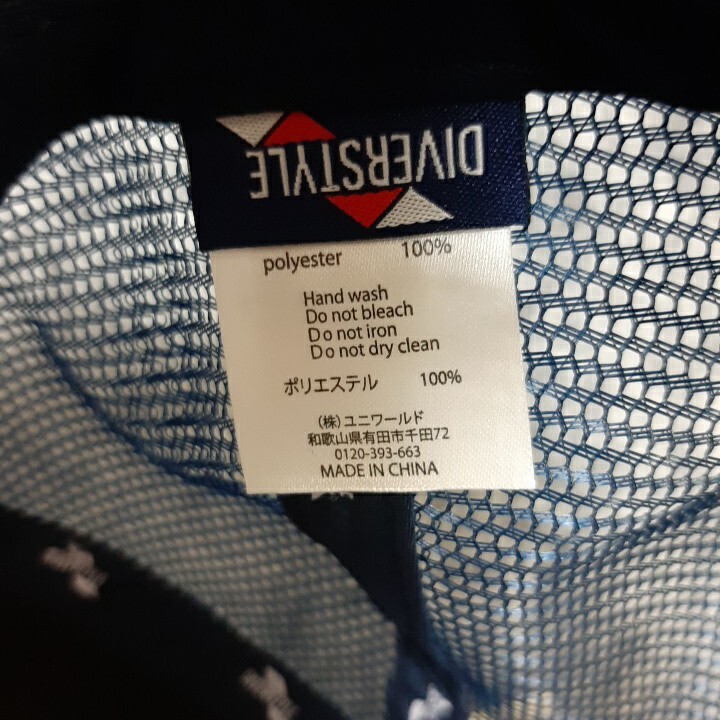 DIVERSTYLE
polyester 100%
Hand wash
Do not bleach
Do not iron
Do not dry clean
ポリエステル 100%
（株）ユニワールド
和歌山県有田市千田72
0120-393-663
MADE IN CHINA